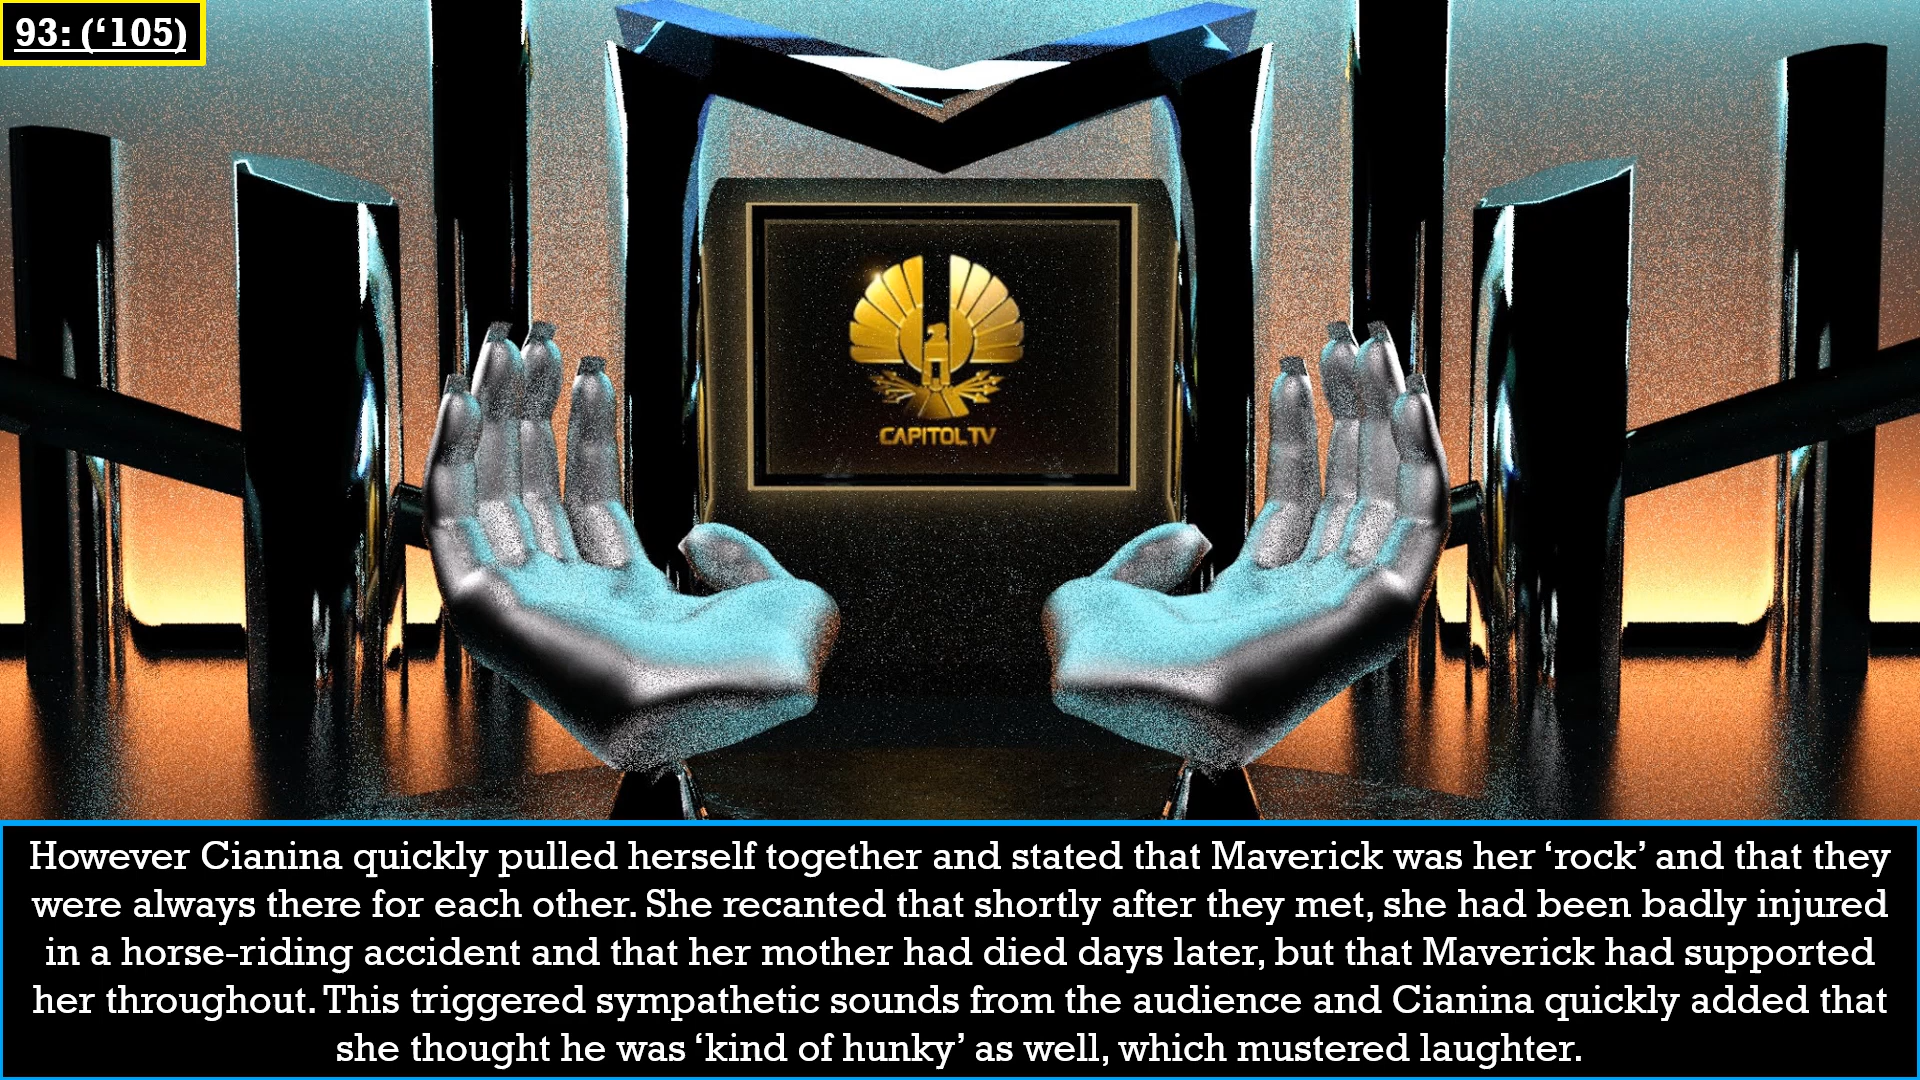 93: (‘105)
CAPITOL TV
However Cianina quickly pulled herself together and stated that Maverick was her ‘rock’ and that they
were always there for each other. She recanted that shortly after they met, she had been badly injured
in a horse-riding accident and that her mother had died days later, but that Maverick had supported
her throughout. This triggered sympathetic sounds from the audience and Cianina quickly added that
she thought he was ‘kind of hunky’ as well, which mustered laughter.